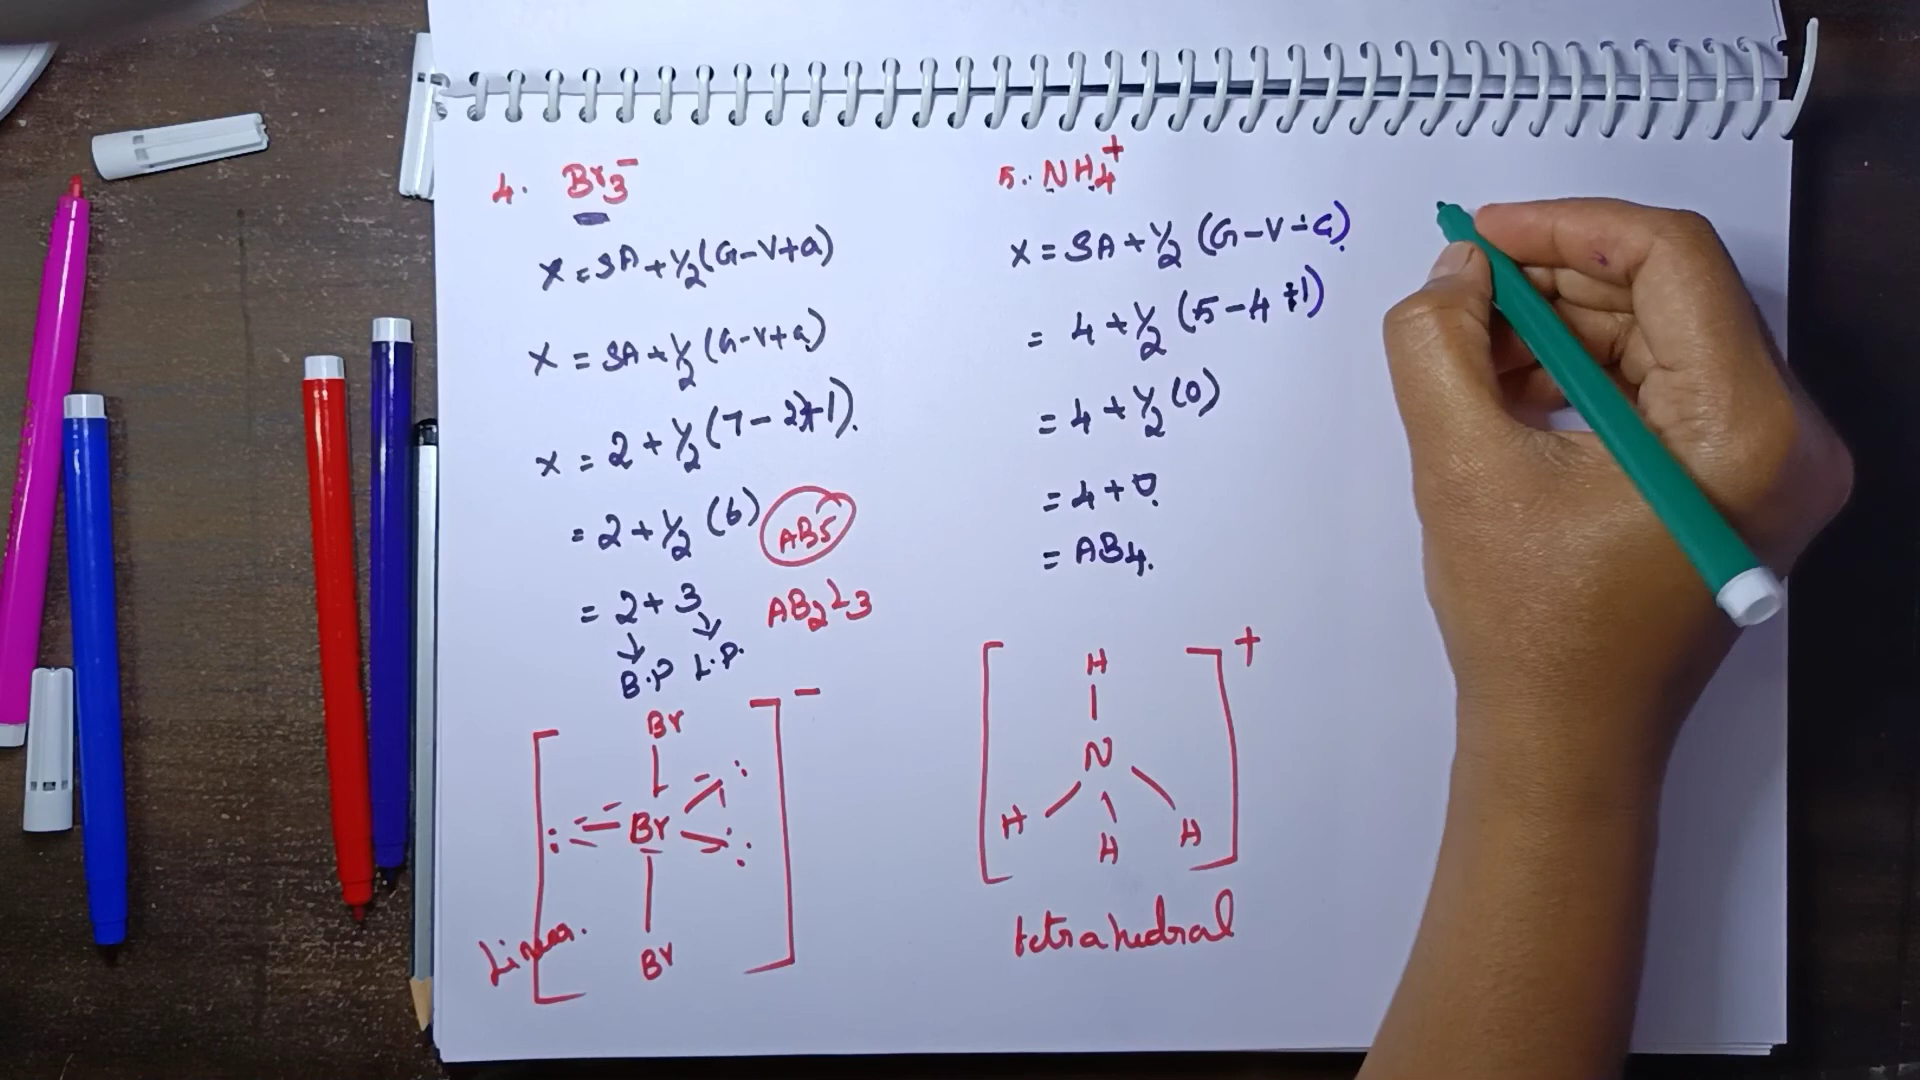 4. Br3⁻
X = SA + 1/2 (G-V+a)
X = SA + 1/2 (G-V+a)
X = 2 + 1/2 (7 - 2+1).
= 2 + 1/2 (6) AB5
= 2 + 3 AB2L3
B.P L.P.
Br
Br
Br
Linear.
5. NH4⁺
X = SA + 1/2 (G-V-a).
= 4 + 1/2 (5-4+1)
= 4 + 1/2 (0)
= 4 + 0.
= AB4.
+
H
N
H H H
tetrahedral